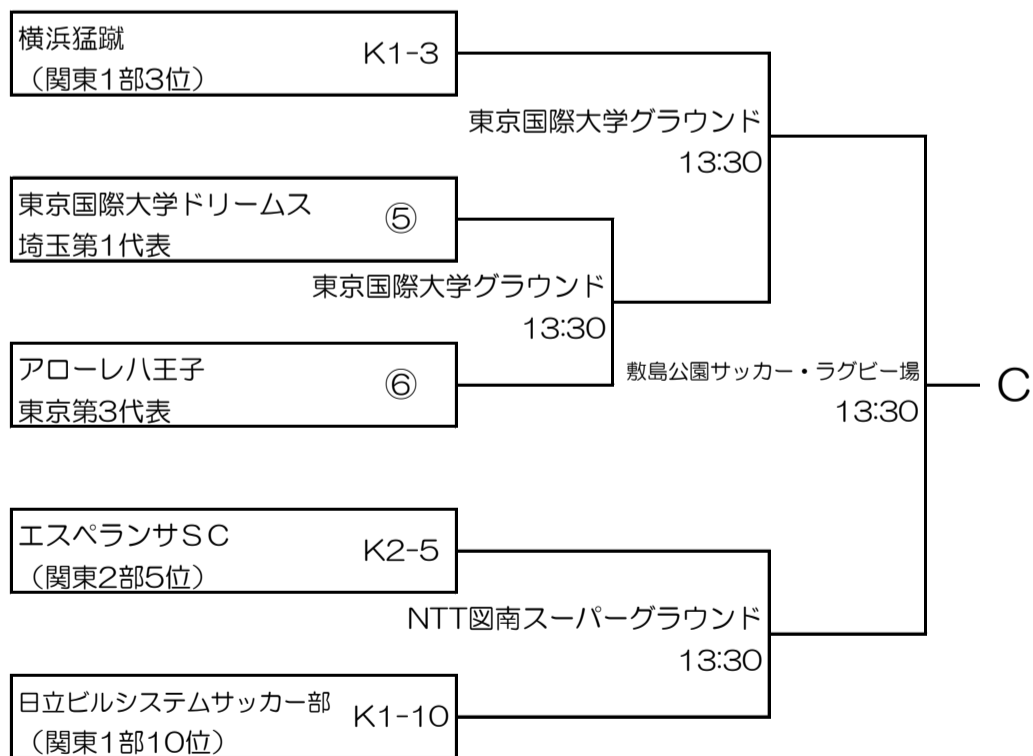 横浜猛蹴
（関東1部3位）
K1-3
東京国際大学グラウンド
13:30
東京国際大学ドリームス
埼玉第1代表
⑤
東京国際大学グラウンド
13:30
アローレ八王子
東京第3代表
⑥
敷島公園サッカー・ラグビー場
13:30
C
エスペランサＳＣ
（関東2部5位）
K2-5
NTT図南スーパーグラウンド
13:30
日立ビルシステムサッカー部
（関東1部10位）
K1-10